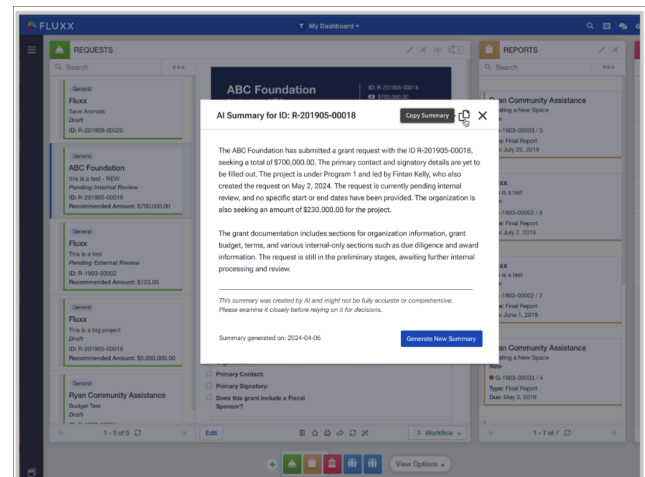 FLUXX
My Dashboard
REQUESTS
Search
General
Fluxx
Save Animals
Draft
ID: R-201909-00020
General
ABC Foundation
this is a test - NEW
Pending Internal Review
ID: R-201905-00018
Recommended Amount: $700,000.00
General
Fluxx
This is a test
Pending External Review
ID: R-1903-00002
Recommended Amount: $123.00
General
Fluxx
This is a big project
Draft
ID: R-201905-00019
Recommended Amount: $5,000,000.00
General
Ryan Community Assistance
Budget Test
Draft
1 - 5 of 5
ABC Foundation
ID: R-201905-00018
$700,000.00
AI Summary for ID: R-201905-00018
Copy Summary
The ABC Foundation has submitted a grant request with the ID R-201905-00018,
seeking a total of $700,000.00. The primary contact and signatory details are yet to
be filled out. The project is under Program 1 and led by Fintan Kelly, who also
created the request on May 2, 2024. The request is currently pending internal
review, and no specific start or end dates have been provided. The organization is
also seeking an amount of $230,000.00 for the project.
The grant documentation includes sections for organization information, grant
budget, terms, and various internal-only sections such as due diligence and award
information. The request is still in the preliminary stages, awaiting further internal
processing and review.
This summary was created by AI and might not be fully accurate or comprehensive.
Please examine it closely before relying on it for decisions.
Summary generated on: 2024-04-06
Generate New Summary
Primary Contact:
Primary Signatory:
Does this grant include a Fiscal
Sponsor?
Edit
1 Workflow
REPORTS
Search
Ryan Community Assistance
ating a New Space
-1903-00003 / 5
: Final Report
: July 25, 2019
xx
is is a test
-1903-00002 / 8
: Final Report
: July 2, 2019
xx
is is a test
-1903-00002 / 7
: Final Report
: June 1, 2019
an Community Assistance
ating a New Space
New
G-1903-00003 / 4
Type: Final Report
Due: May 3, 2019
1 - 7 of 7
View Options